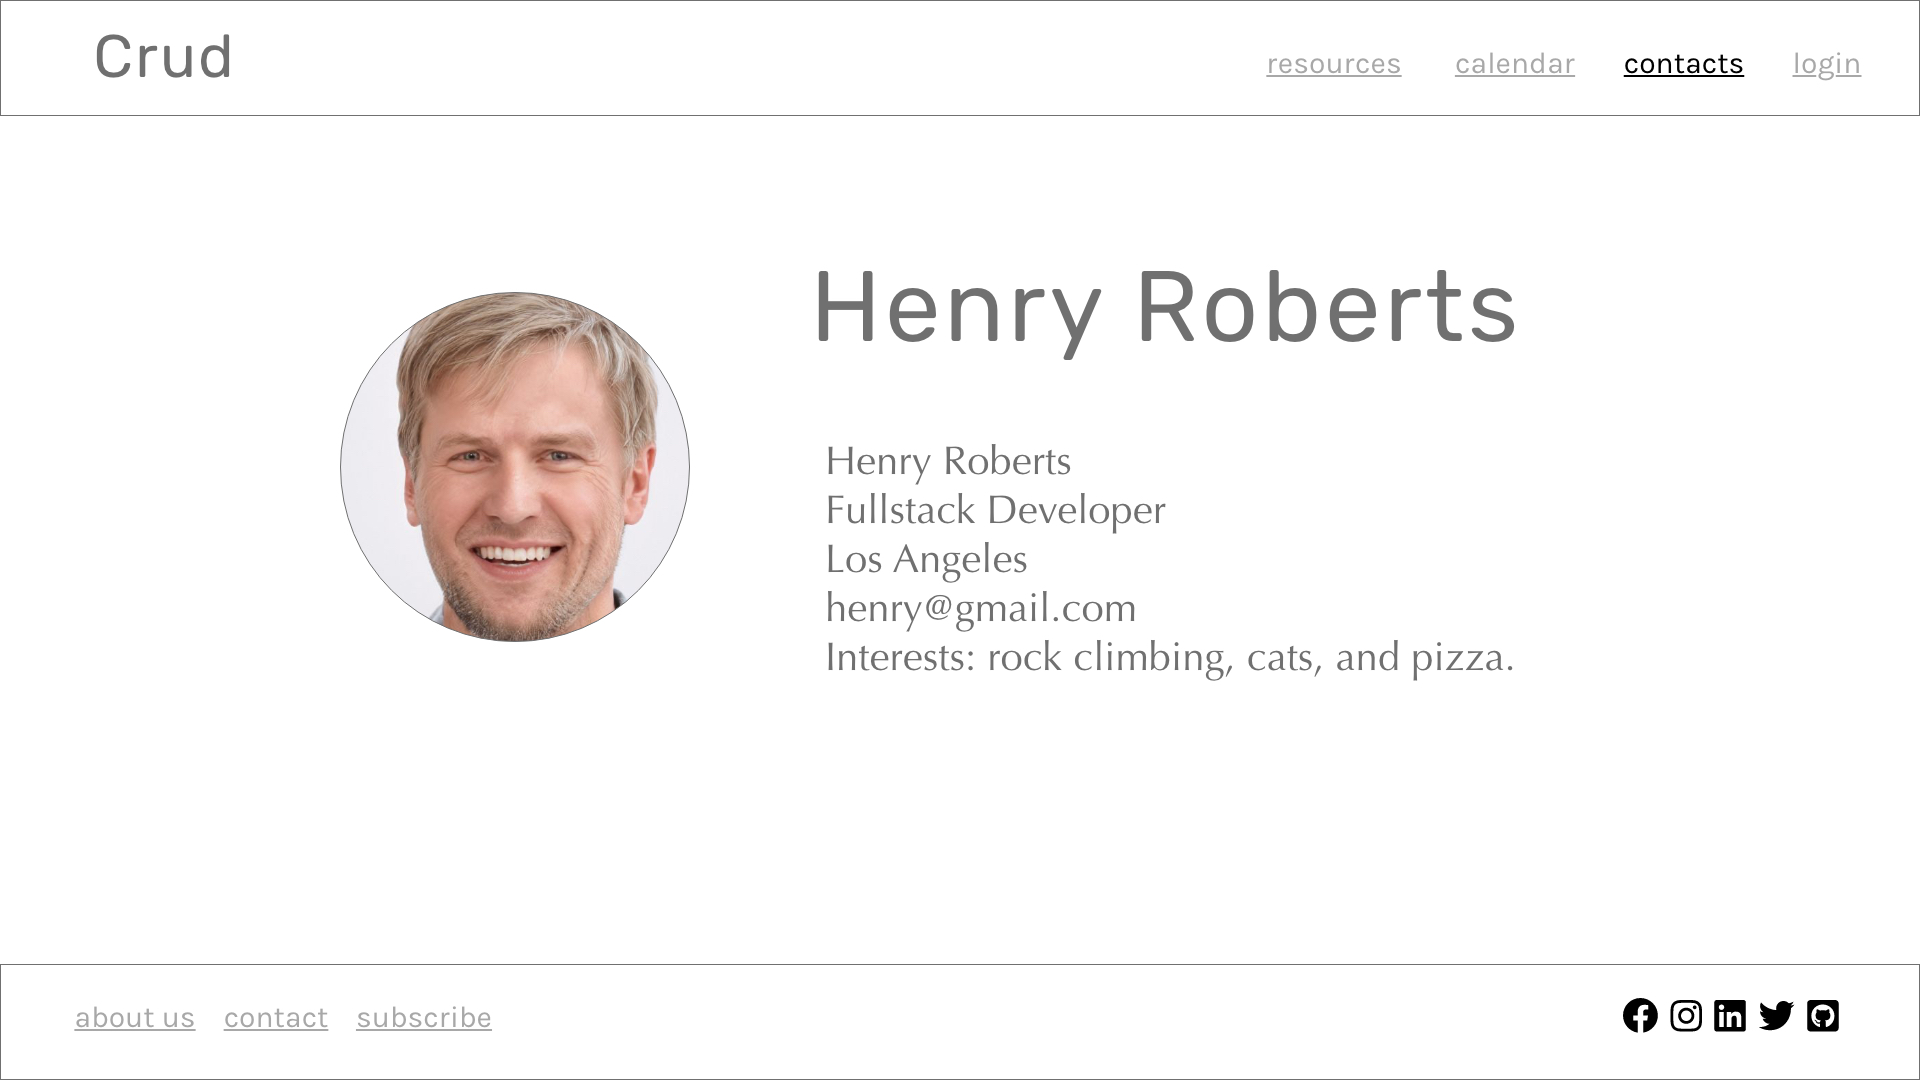 Crud
resources calendar contacts login
Henry Roberts
Henry Roberts
Fullstack Developer
Los Angeles
henry@gmail.com
Interests: rock climbing, cats, and pizza.
about us contact subscribe